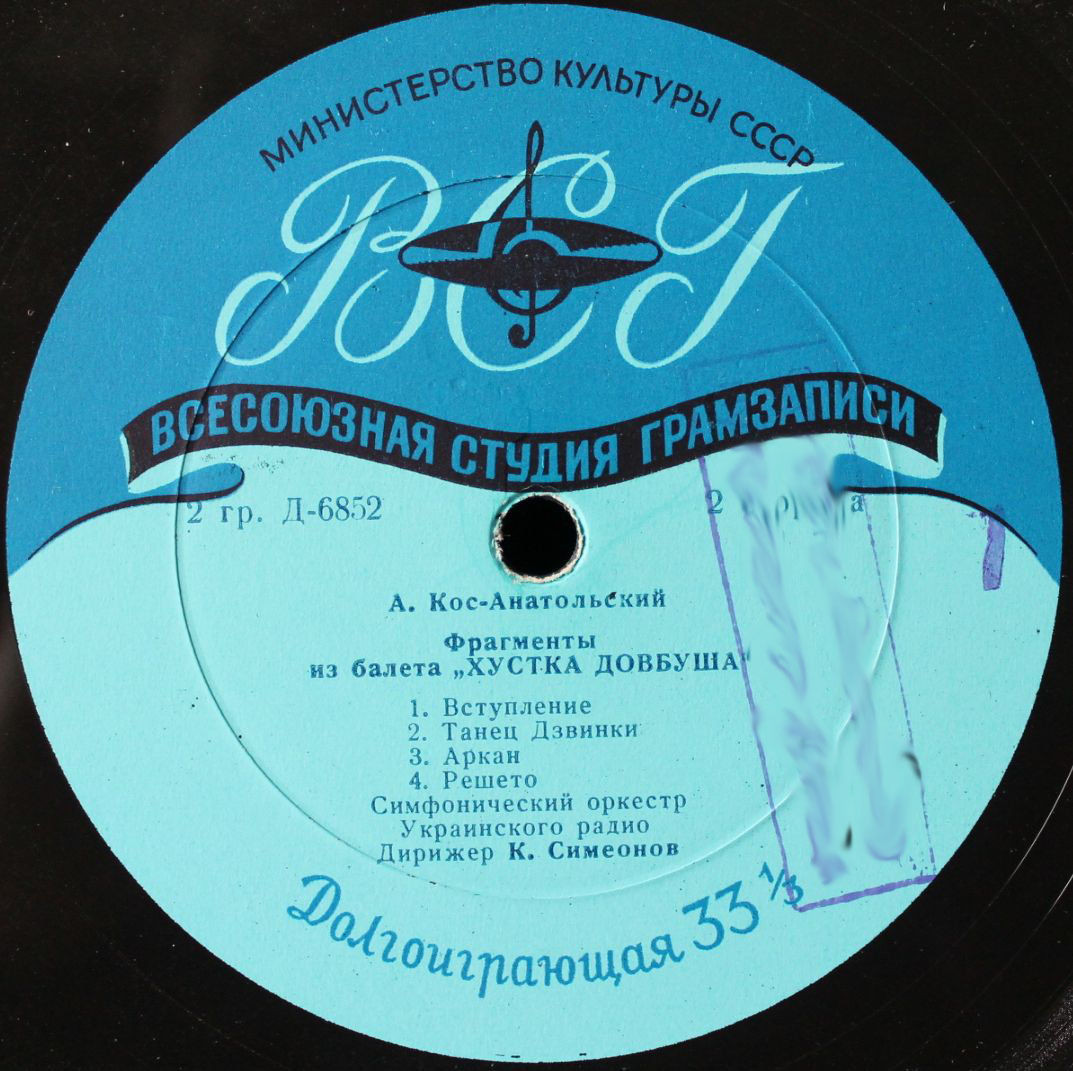 МИНИСТЕРСТВО КУЛЬТУРЫ СССР
ВСГ
ВСЕСОЮЗНАЯ СТУДИЯ ГРАМЗАПИСИ
2 гр. Д-6852
2
А. Кос-Анатольский
Фрагменты
из балета „ХУСТКА ДОВБУША“
1. Вступление
2. Танец Дзвинки
3. Аркан
4. Решето
Симфонический оркестр
Украинского радио
Дирижер К. Симеонов
Долгоиграющая 33 1/3